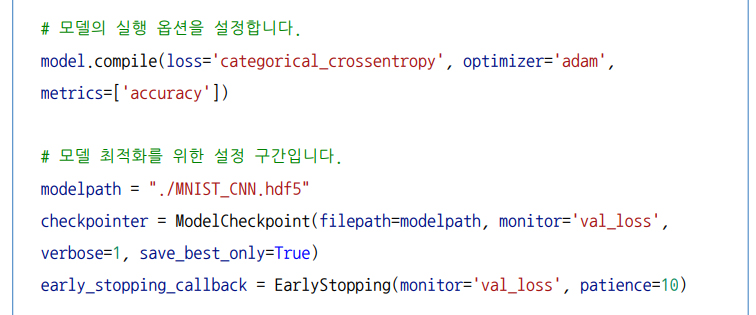 # 모델의 실행 옵션을 설정합니다.
model.compile(loss='categorical_crossentropy', optimizer='adam',
metrics=['accuracy'])
# 모델 최적화를 위한 설정 구간입니다.
modelpath = "./MNIST_CNN.hdf5"
checkpointer = ModelCheckpoint(filepath=modelpath, monitor='val_loss',
verbose=1, save_best_only=True)
early_stopping_callback = EarlyStopping(monitor='val_loss', patience=10)